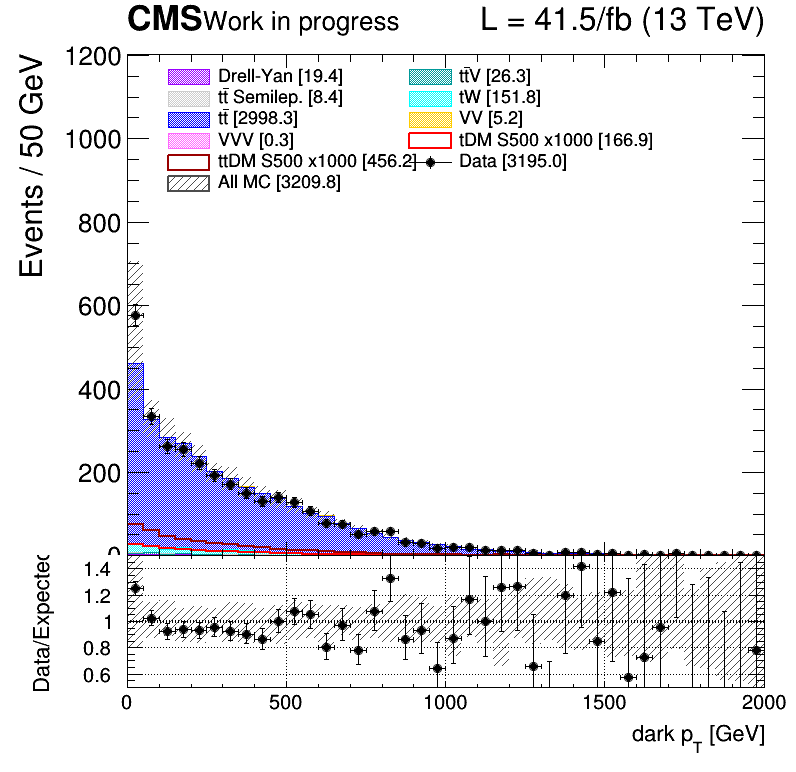 CMS Work in progress L = 41.5/fb (13 TeV)
Events / 50 GeV
1200
1000
800
600
400
200
0
Drell-Yan [19.4] tt̄V [26.3]
tt̄ Semilep. [8.4] tW [151.8]
tt̄ [2998.3] VV [5.2]
VVV [0.3] tDM S500 x1000 [166.9]
ttDM S500 x1000 [456.2] Data [3195.0]
All MC [3209.8]
Data/Expected
1.4
1.2
1
0.8
0.6
0 500 1000 1500 2000
dark p_T [GeV]